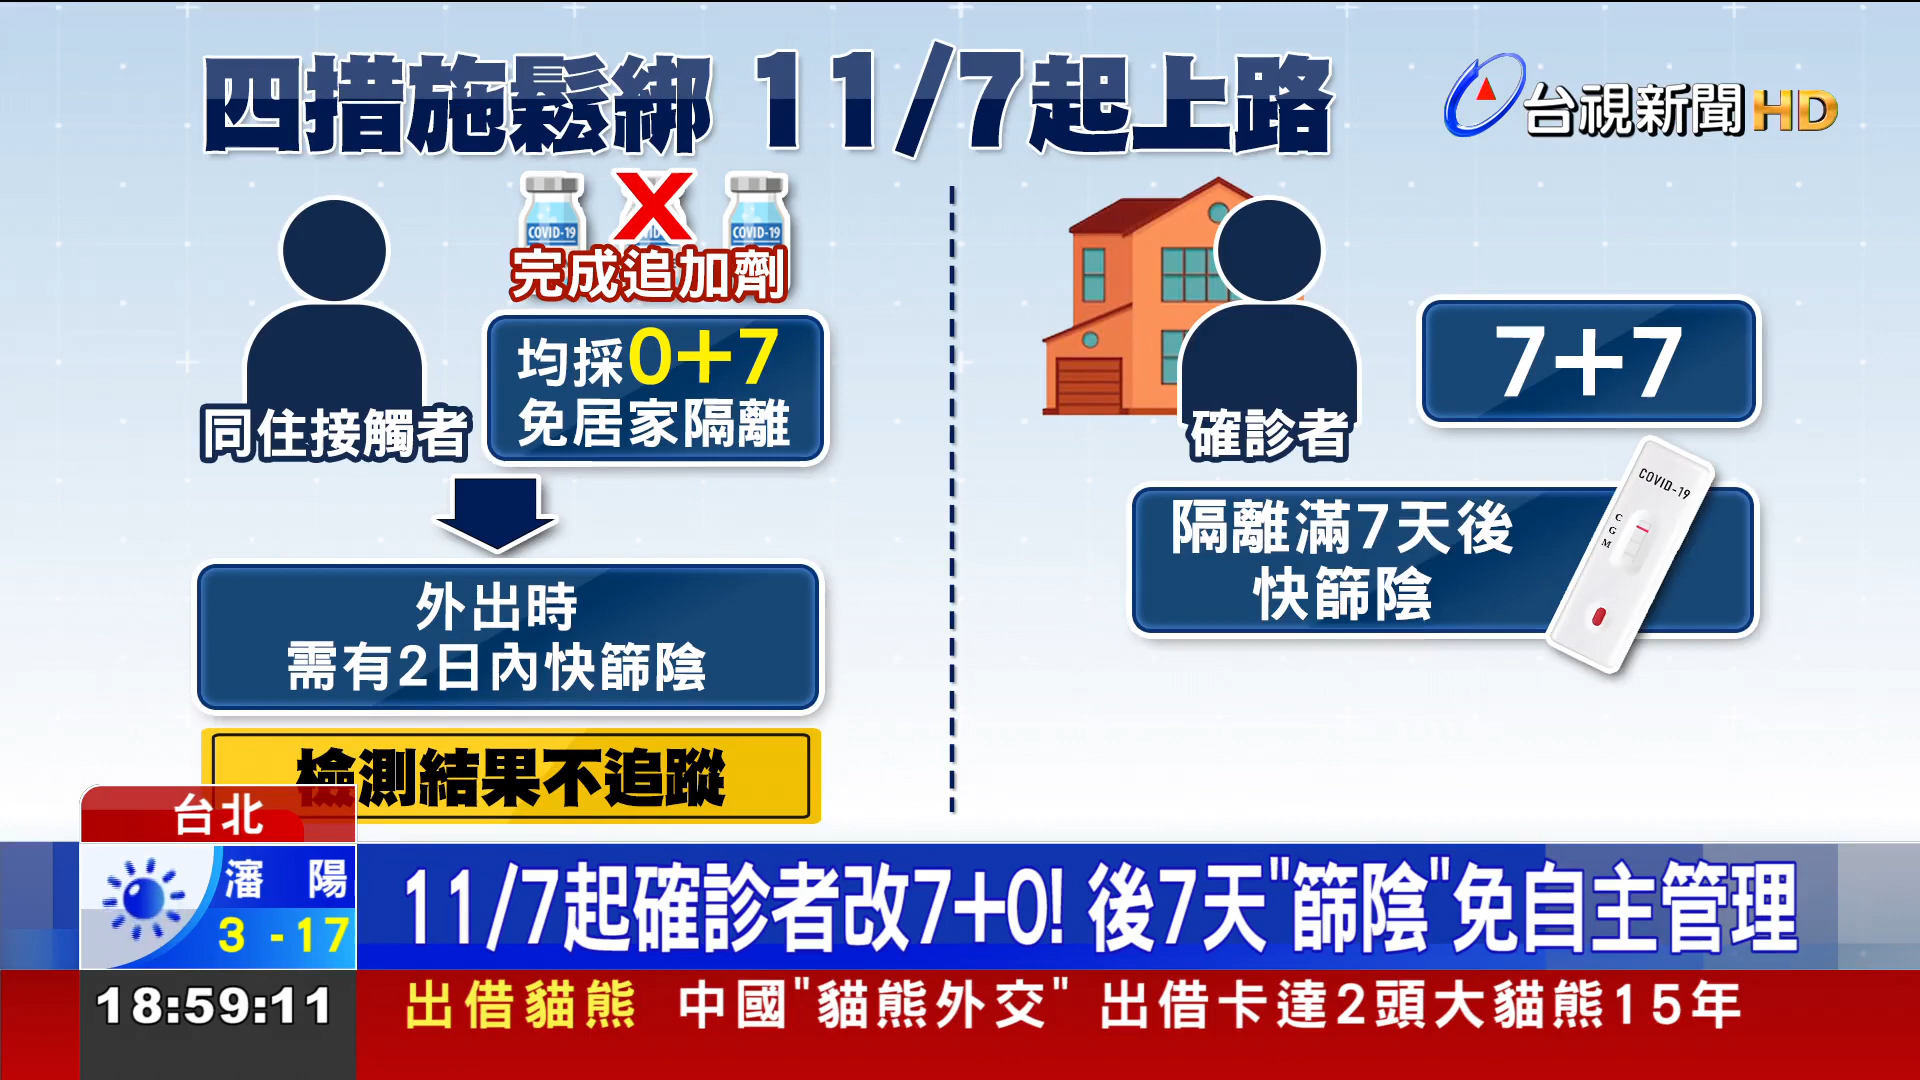 四措施鬆綁 11/7起上路
台視新聞HD
COVID-19
COVID-19
完成追加劑
均採0+7
免居家隔離
同住接觸者
外出時
需有2日內快篩陰
檢測結果不追蹤
確診者
7+7
隔離滿7天後
快篩陰
COVID-19
C
G
M
台北
瀋陽
3 - 17
18:59:11
11/7起確診者改7+0! 後7天"篩陰"免自主管理
出借貓熊 中國"貓熊外交" 出借卡達2頭大貓熊15年